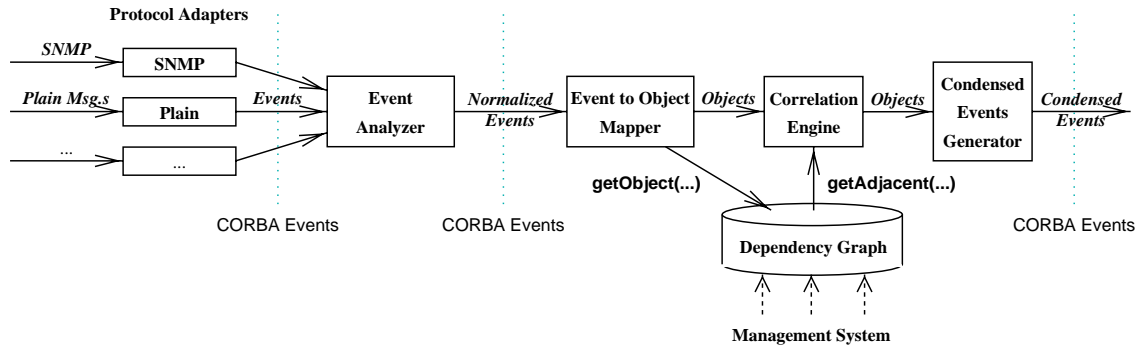 Protocol Adapters
SNMP
SNMP
Plain Msg.s
Plain
...
...
Events
Event
Analyzer
Normalized
Events
Event to Object
Mapper
Objects
Correlation
Engine
Objects
Condensed
Events
Generator
Condensed
Events
getObject(...)
getAdjacent(...)
CORBA Events
CORBA Events
CORBA Events
Dependency Graph
Management System